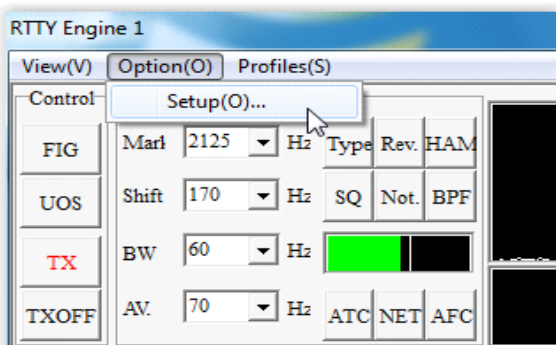 RTTY Engine 1
View(V) Option(O) Profiles(S)
Setup(O)...
Control
FIG Mark 2125 Hz Type Rev. HAM
UOS Shift 170 Hz SQ Not. BPF
TX BW 60 Hz
TXOFF AV. 70 Hz ATC NET AFC